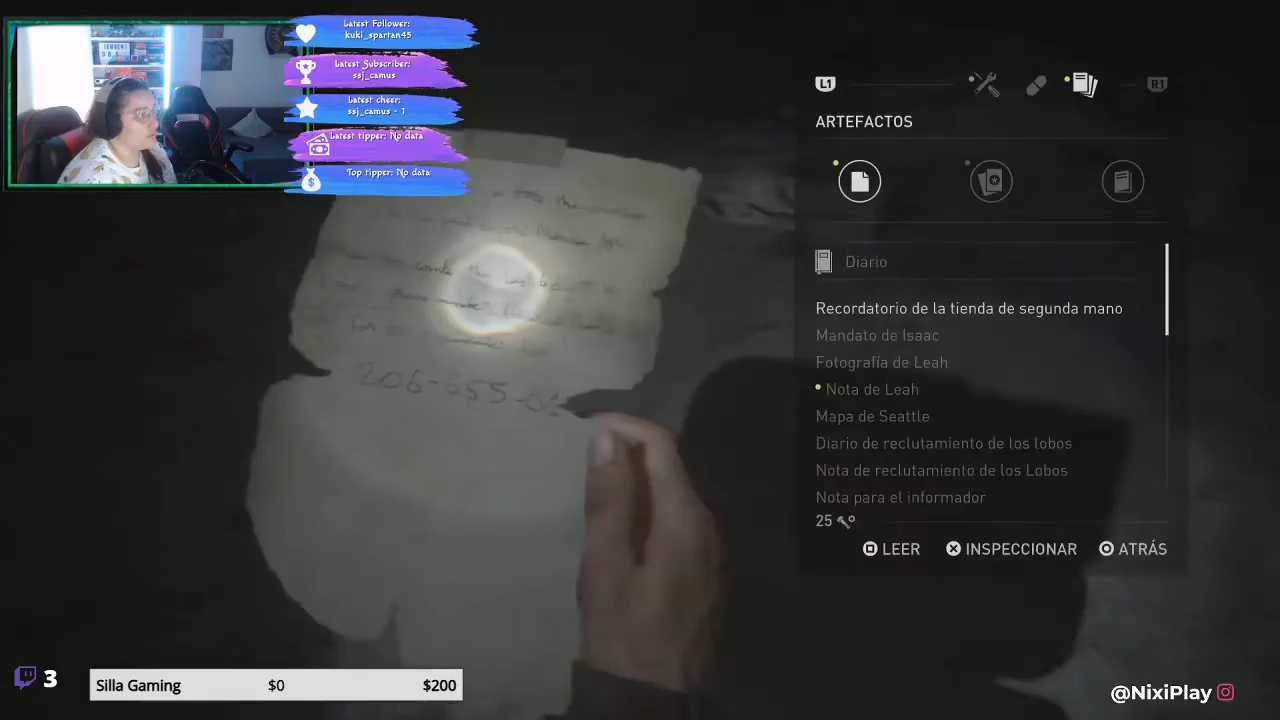 Latest Follower:
kuki_spartan45
Latest Subscriber:
ssj_camus
Latest cheer:
ssj_camus - 1
Latest tipper: No data
Top tipper: No data
L1
R1
ARTEFACTOS
Diario
Recordatorio de la tienda de segunda mano
Mandato de Isaac
Fotografía de Leah
Nota de Leah
Mapa de Seattle
Diario de reclutamiento de los lobos
Nota de reclutamiento de los Lobos
Nota para el informador
25
LEER INSPECCIONAR ATRÁS
206-555-01
3
Silla Gaming $0 $200
@NixiPlay